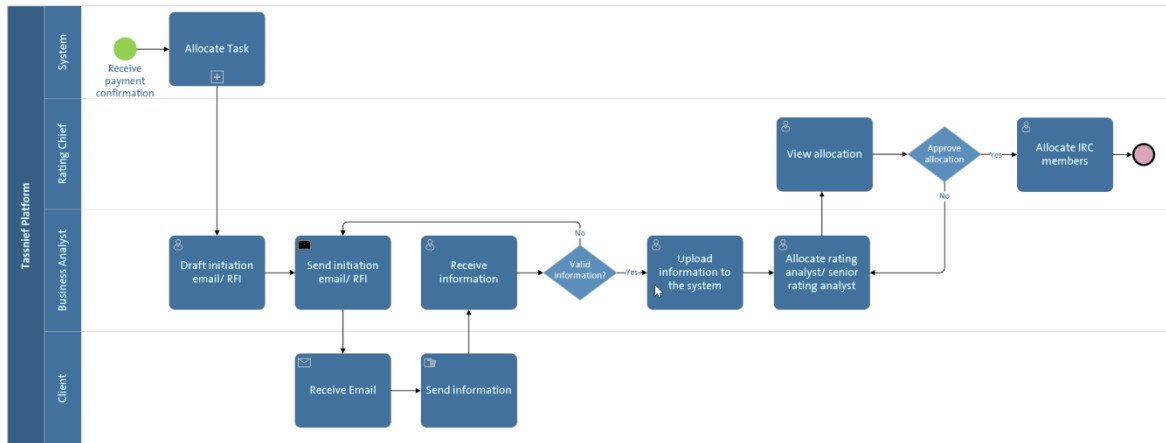 Tassnief Platform
System
Receive
payment
confirmation
Allocate Task
Rating Chief
View allocation
Approve
allocation
Yes
No
Allocate IRC
members
Business Analyst
Draft initiation
email/ RFI
Send initiation
email/ RFI
Receive
information
No
Valid
information?
Yes
Upload
information to
the system
Allocate rating
analyst/ senior
rating analyst
Client
Receive Email
Send information